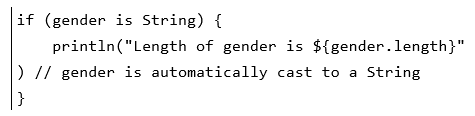 if (gender is String) {
    println("Length of gender is ${gender.length}"
) // gender is automatically cast to a String
}